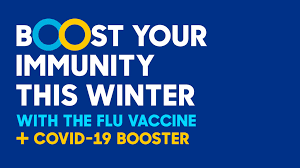 BOOST YOUR
IMMUNITY
THIS WINTER
WITH THE FLU VACCINE
+ COVID-19 BOOSTER